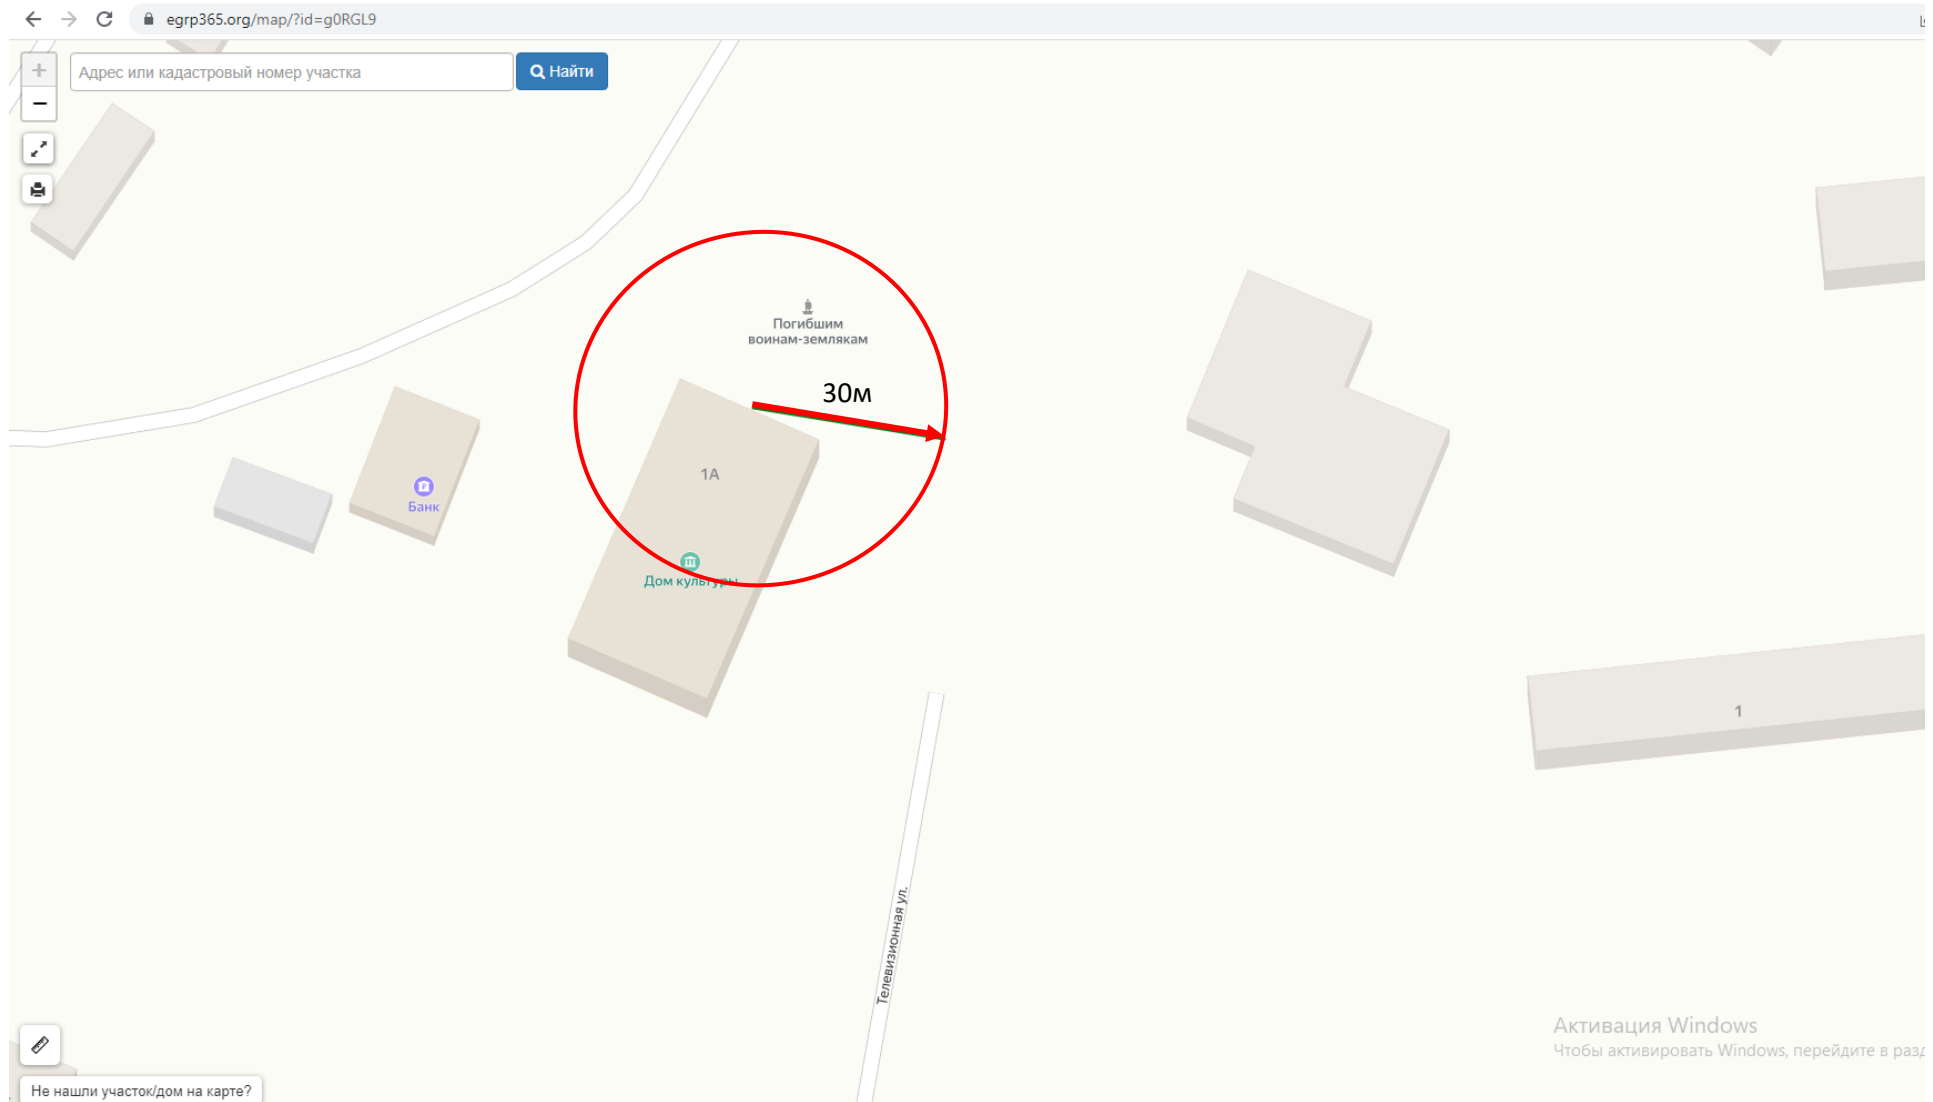 egrp365.org/map/?id=g0RGL9
Адрес или кадастровый номер участка
Найти
Погибшим
воинам-землякам
30м
1А
Банк
Дом культуры
1
Телевизионная ул.
Активация Windows
Чтобы активировать Windows, перейдите в разд
Не нашли участок/дом на карте?